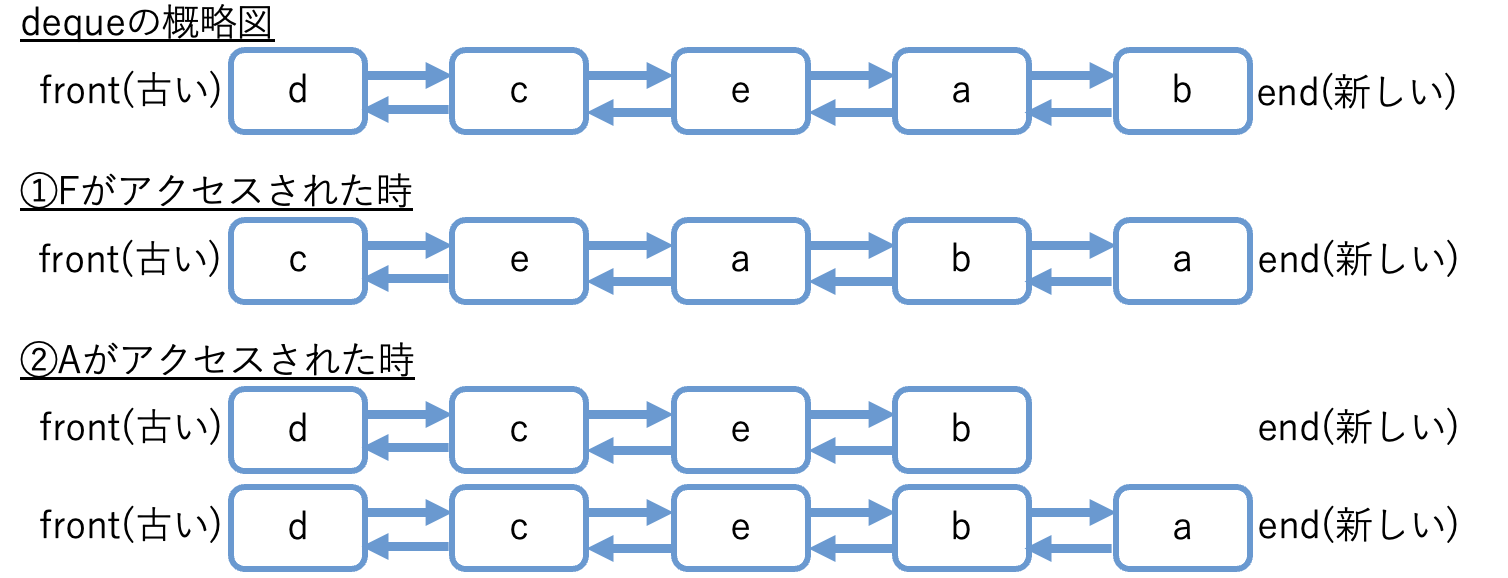 dequeの概略図
front(古い) d c e a b end(新しい)
①Fがアクセスされた時
front(古い) c e a b a end(新しい)
②Aがアクセスされた時
front(古い) d c e b end(新しい)
front(古い) d c e b a end(新しい)